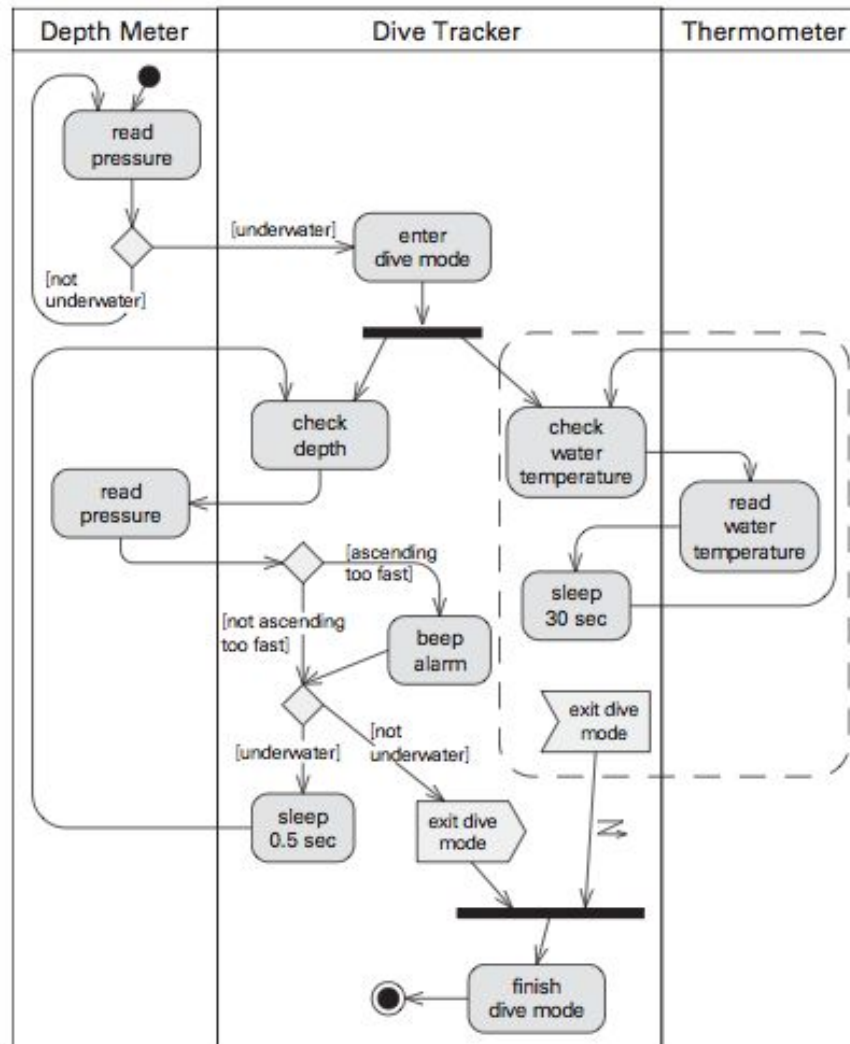 Depth Meter
Dive Tracker
Thermometer
read
pressure
[underwater]
enter
dive mode
[not
underwater]
check
depth
check
water
temperature
read
pressure
read
water
temperature
[ascending
too fast]
sleep
30 sec
[not ascending
too fast]
beep
alarm
exit dive
mode
[not
underwater]
[underwater]
sleep
0.5 sec
exit dive
mode
finish
dive mode